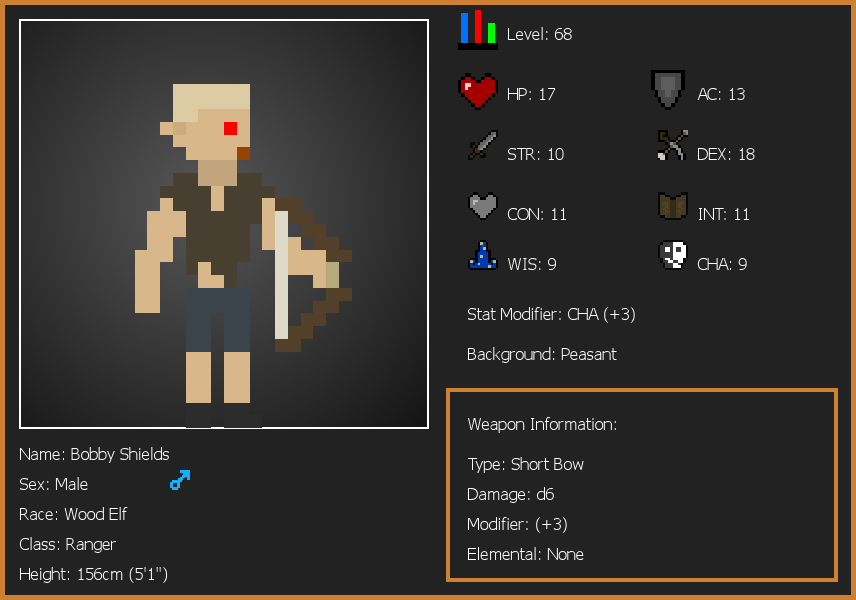 Level: 68
HP: 17
AC: 13
STR: 10
DEX: 18
CON: 11
INT: 11
WIS: 9
CHA: 9
Stat Modifier: CHA (+3)
Background: Peasant
Weapon Information:
Type: Short Bow
Damage: d6
Modifier: (+3)
Elemental: None
Name: Bobby Shields
Sex: Male
Race: Wood Elf
Class: Ranger
Height: 156cm (5'1")